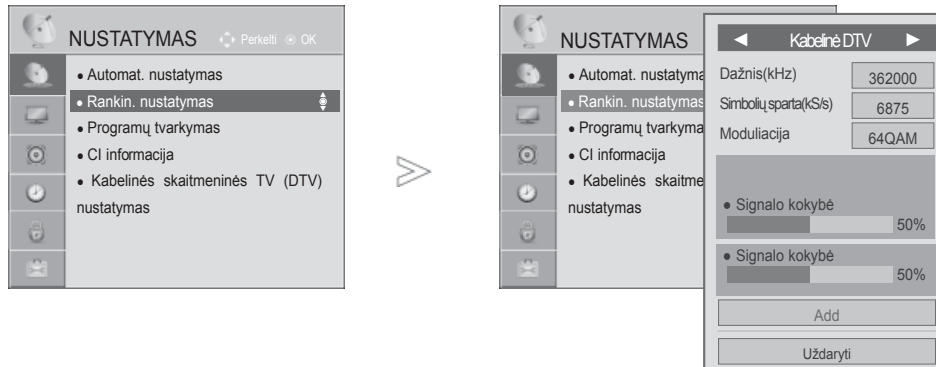 NUSTATYMAS Perkelti OK
• Automat. nustatymas
• Rankin. nustatymas
• Programų tvarkymas
• CI informacija
• Kabelinės skaitmeninės TV (DTV)
nustatymas
NUSTATYMAS
• Automat. nustatyma
• Rankin. nustatymas
• Programų tvarkyma
• CI informacija
• Kabelinės skaitme
nustatymas
◄ Kabelinė DTV ►
Dažnis(kHz) 362000
Simbolių sparta(kS/s) 6875
Moduliacija 64QAM
• Signalo kokybė
50%
• Signalo kokybė
50%
Add
Uždaryti